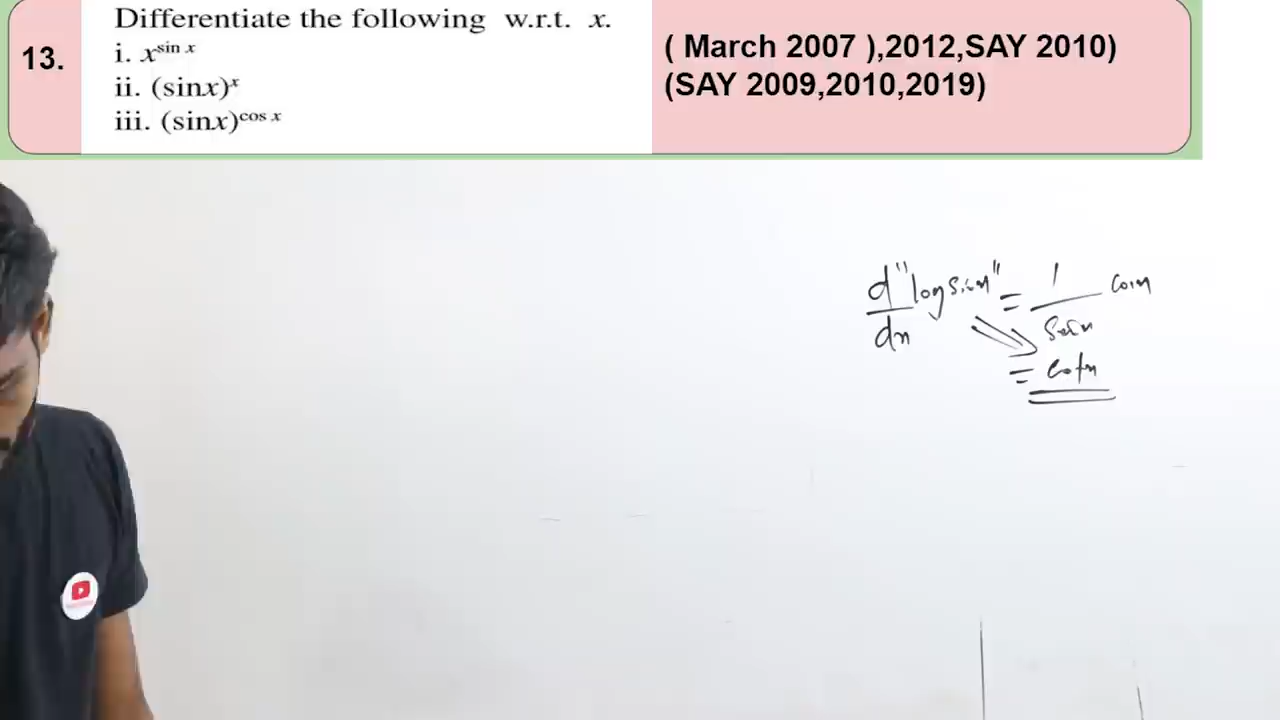 13.
Differentiate the following w.r.t. x.
i. x^sin x
ii. (sinx)^x
iii. (sinx)^cos x
( March 2007 ),2012,SAY 2010)
(SAY 2009,2010,2019)
d "log sinx" = 1 cosx
dx sinx
= cotx